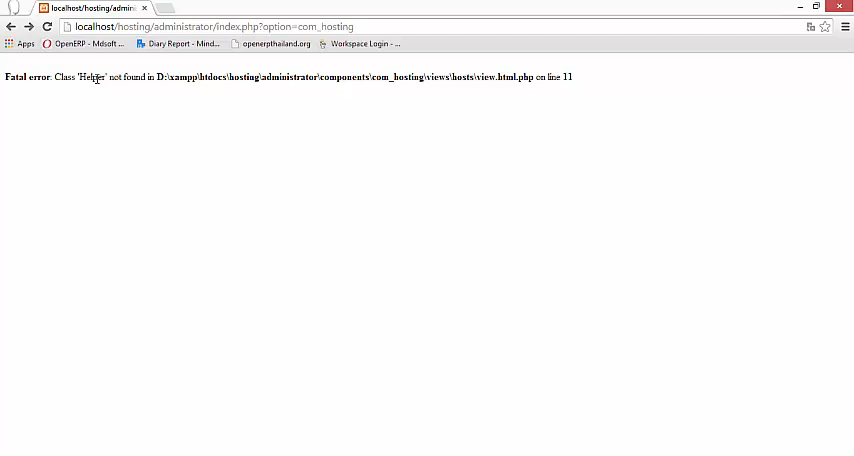 localhost/hosting/admini
localhost/hosting/administrator/index.php?option=com_hosting
Apps OpenERP - Mdsoft ... Diary Report - Mind... openerpthailand.org Workspace Login - ...
Fatal error: Class 'Helper' not found in D:\xampp\htdocs\hosting\administrator\components\com_hosting\views\hosts\view.html.php on line 11